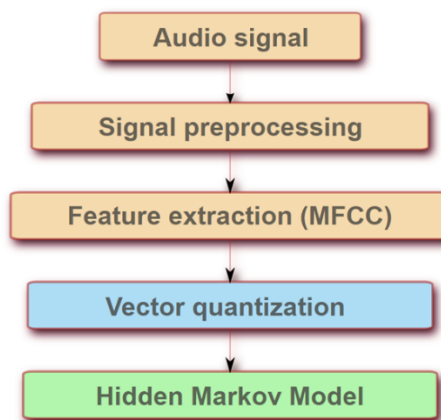 Audio signal
Signal preprocessing
Feature extraction (MFCC)
Vector quantization
Hidden Markov Model